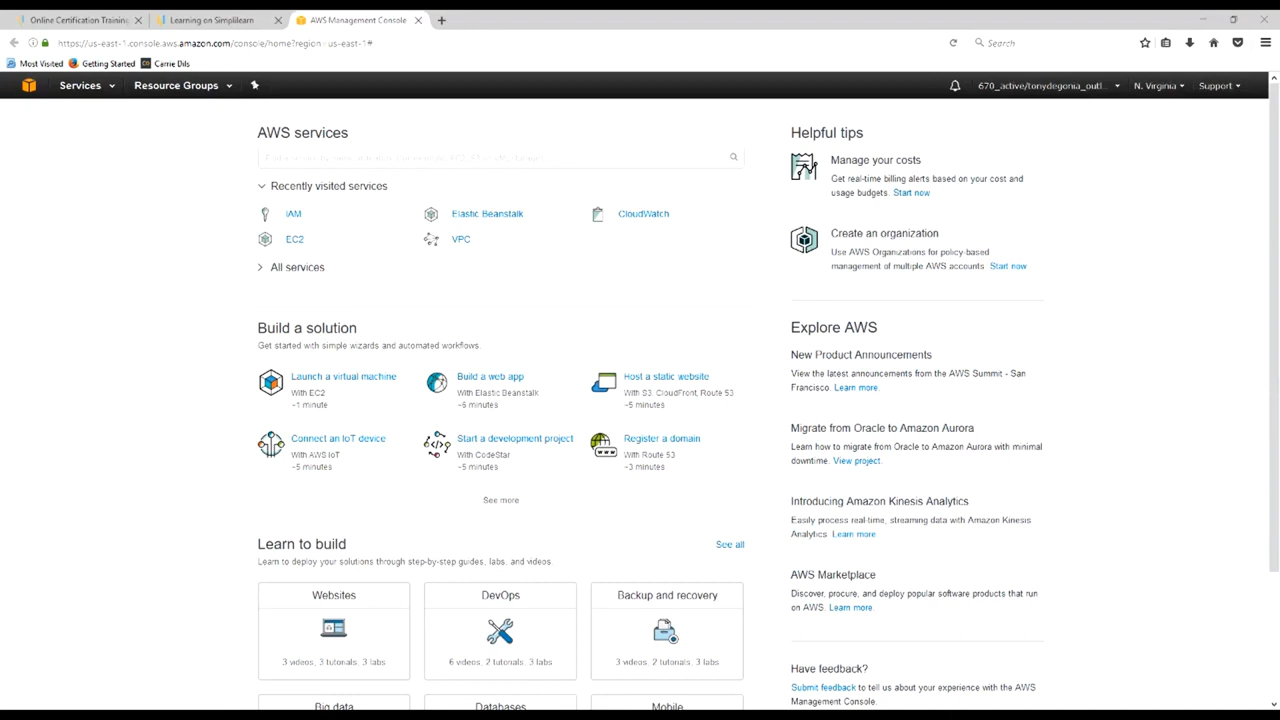 Online Certification Training
Learning on Simplilearn
AWS Management Console
https://us-east-1.console.aws.amazon.com/console/home?region=us-east-1#
Search
Most Visited
Getting Started
Carrie Dils
Services
Resource Groups
670_active/tonydegonia_outl...
N. Virginia
Support
AWS services
Recently visited services
IAM
Elastic Beanstalk
CloudWatch
EC2
VPC
All services
Build a solution
Get started with simple wizards and automated workflows.
Launch a virtual machine
With EC2
~1 minute
Build a web app
With Elastic Beanstalk
~6 minutes
Host a static website
With S3, CloudFront, Route 53
~5 minutes
Connect an IoT device
With AWS IoT
~5 minutes
Start a development project
With CodeStar
~5 minutes
Register a domain
With Route 53
~3 minutes
See more
Learn to build
See all
Learn to deploy your solutions through step-by-step guides, labs, and videos.
Websites
3 videos, 3 tutorials, 3 labs
DevOps
6 videos, 2 tutorials, 3 labs
Backup and recovery
3 videos, 2 tutorials, 3 labs
Big data
Databases
Mobile
Helpful tips
Manage your costs
Get real-time billing alerts based on your cost and
usage budgets. Start now
Create an organization
Use AWS Organizations for policy-based
management of multiple AWS accounts. Start now
Explore AWS
New Product Announcements
View the latest announcements from the AWS Summit - San
Francisco. Learn more.
Migrate from Oracle to Amazon Aurora
Learn how to migrate from Oracle to Amazon Aurora with minimal
downtime. View project.
Introducing Amazon Kinesis Analytics
Easily process real-time, streaming data with Amazon Kinesis
Analytics. Learn more
AWS Marketplace
Discover, procure, and deploy popular software products that run
on AWS. Learn more.
Have feedback?
Submit feedback to tell us about your experience with the AWS
Management Console.